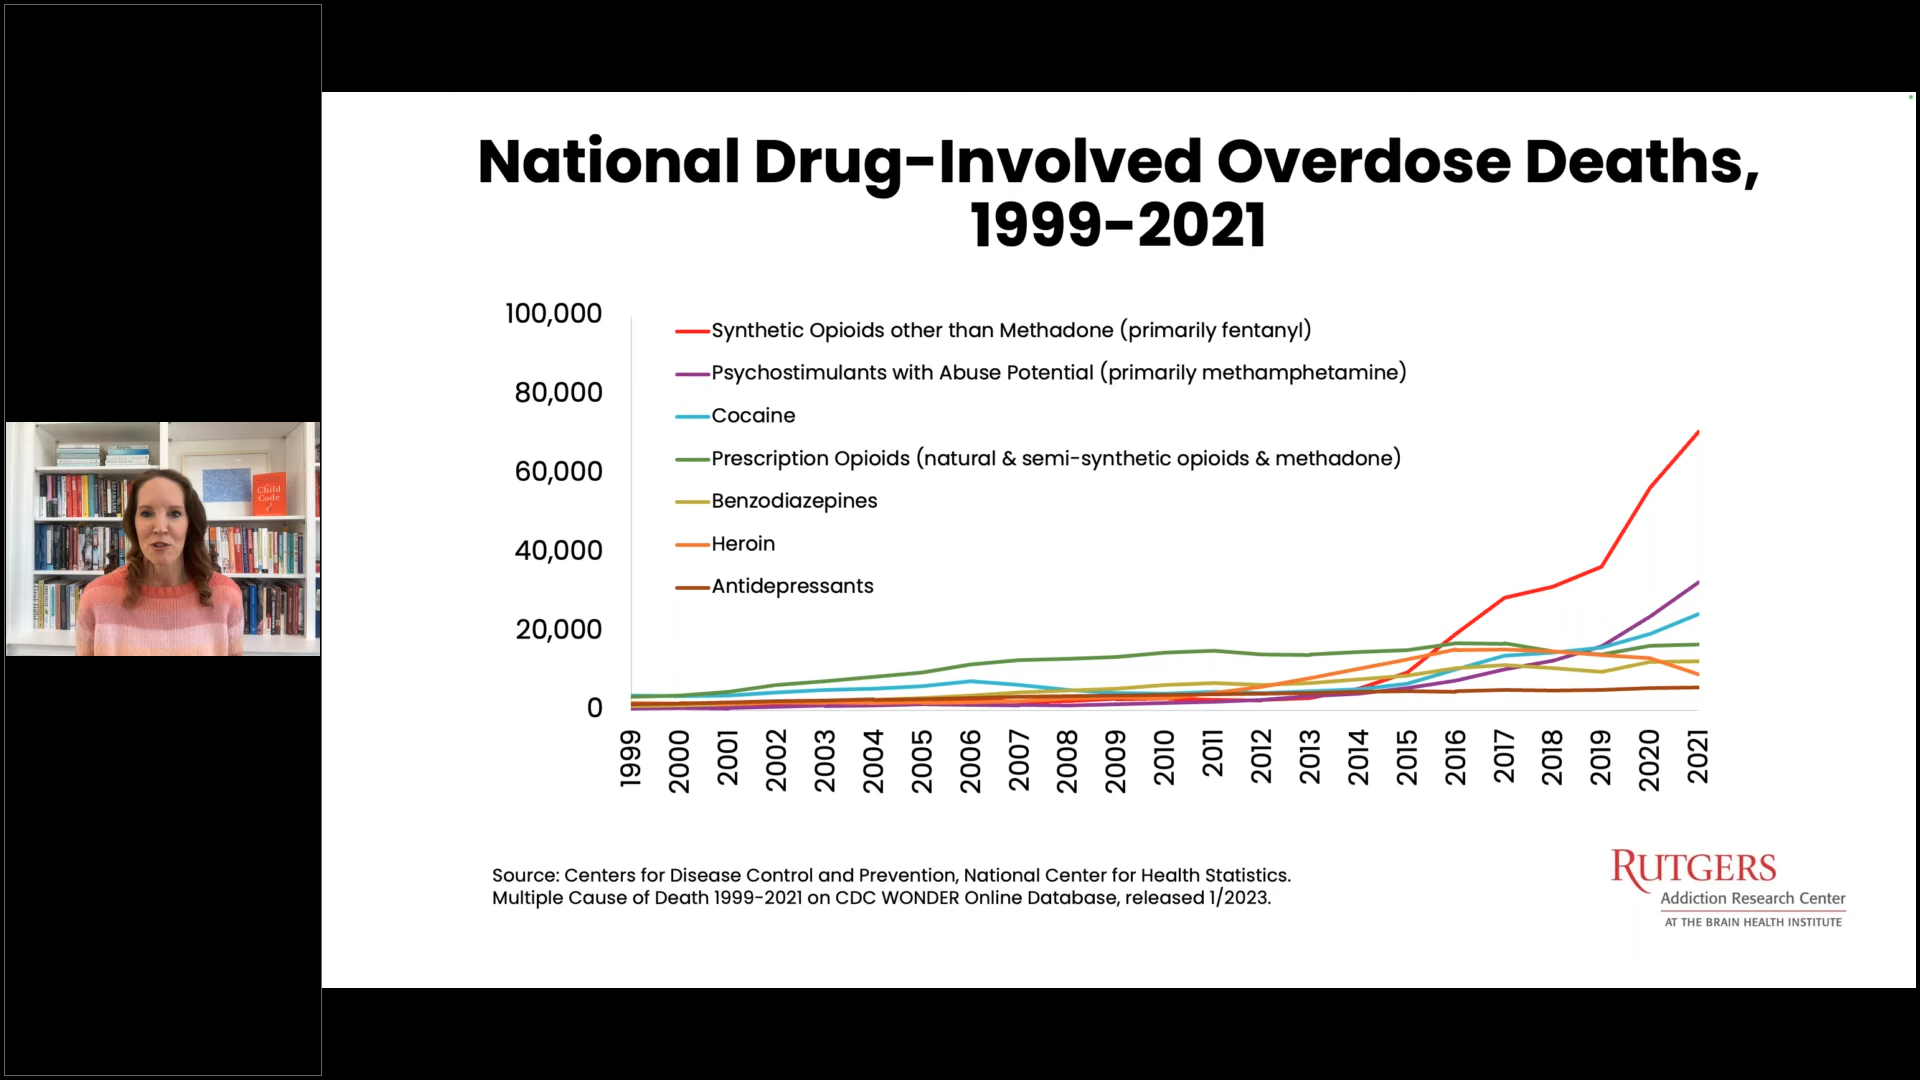 National Drug-Involved Overdose Deaths,
1999-2021
100,000
80,000
60,000
40,000
20,000
0
Synthetic Opioids other than Methadone (primarily fentanyl)
Psychostimulants with Abuse Potential (primarily methamphetamine)
Cocaine
Prescription Opioids (natural & semi-synthetic opioids & methadone)
Benzodiazepines
Heroin
Antidepressants
1999
2000
2001
2002
2003
2004
2005
2006
2007
2008
2009
2010
2011
2012
2013
2014
2015
2016
2017
2018
2019
2020
2021
Source: Centers for Disease Control and Prevention, National Center for Health Statistics.
Multiple Cause of Death 1999-2021 on CDC WONDER Online Database, released 1/2023.
RUTGERS
Addiction Research Center
AT THE BRAIN HEALTH INSTITUTE
Child
Code